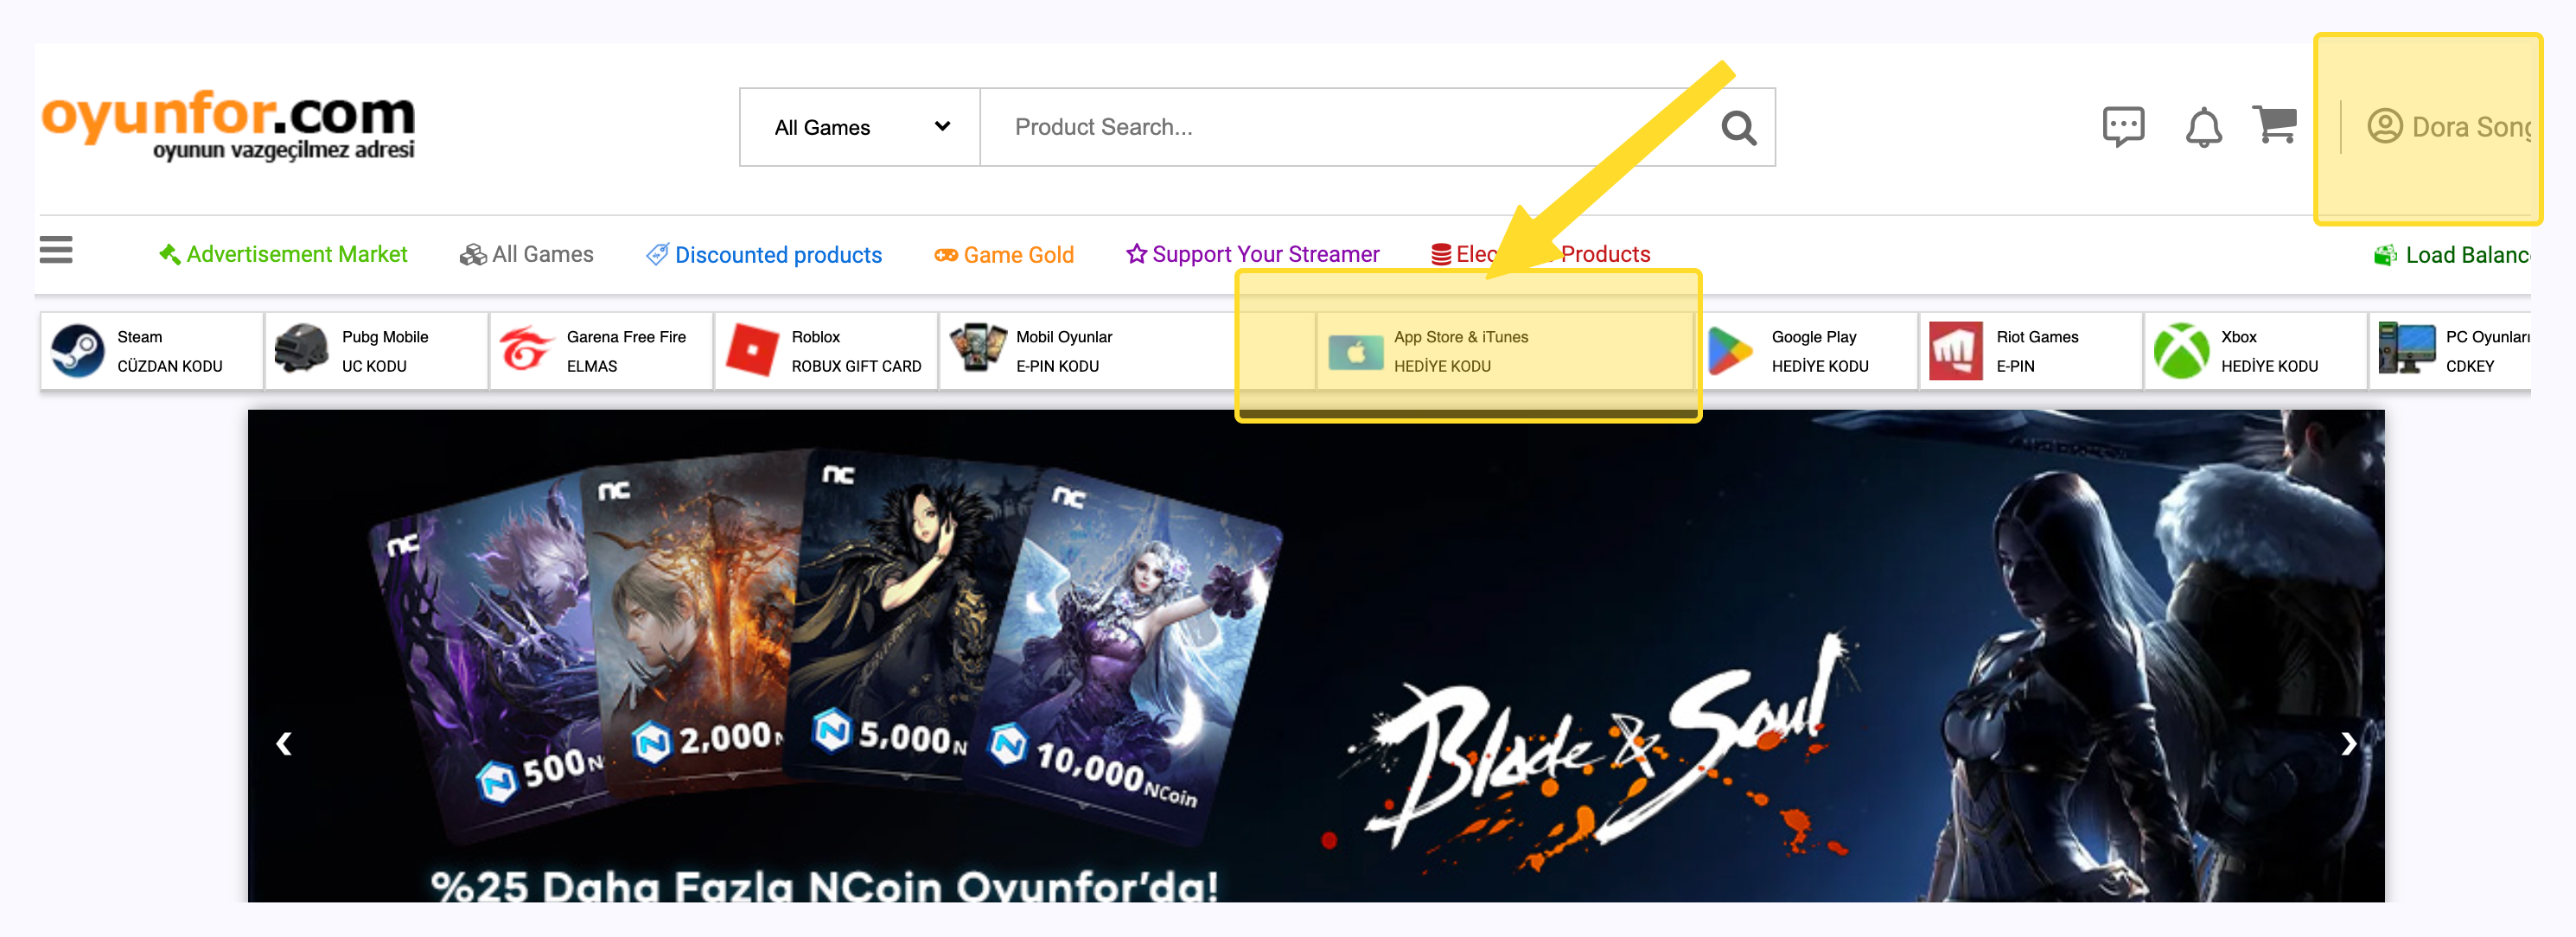 oyunfor.com
oyunun vazgeçilmez adresi
All Games
Product Search...
Dora Song
Advertisement Market
All Games
Discounted products
Game Gold
Support Your Streamer
Products
Load Balance
Steam
CÜZDAN KODU
Pubg Mobile
UC KODU
Garena Free Fire
ELMAS
Roblox
ROBUX GIFT CARD
Mobil Oyunlar
E-PIN KODU
App Store & iTunes
HEDİYE KODU
Google Play
HEDİYE KODU
Riot Games
E-PIN
Xbox
HEDİYE KODU
PC Oyunları
CDKEY
nc
nc
nc
nc
500
2,000
5,000
10,000 NCoin
Blade & Soul
%25 Daha Fazla NCoin Oyunfor'da!